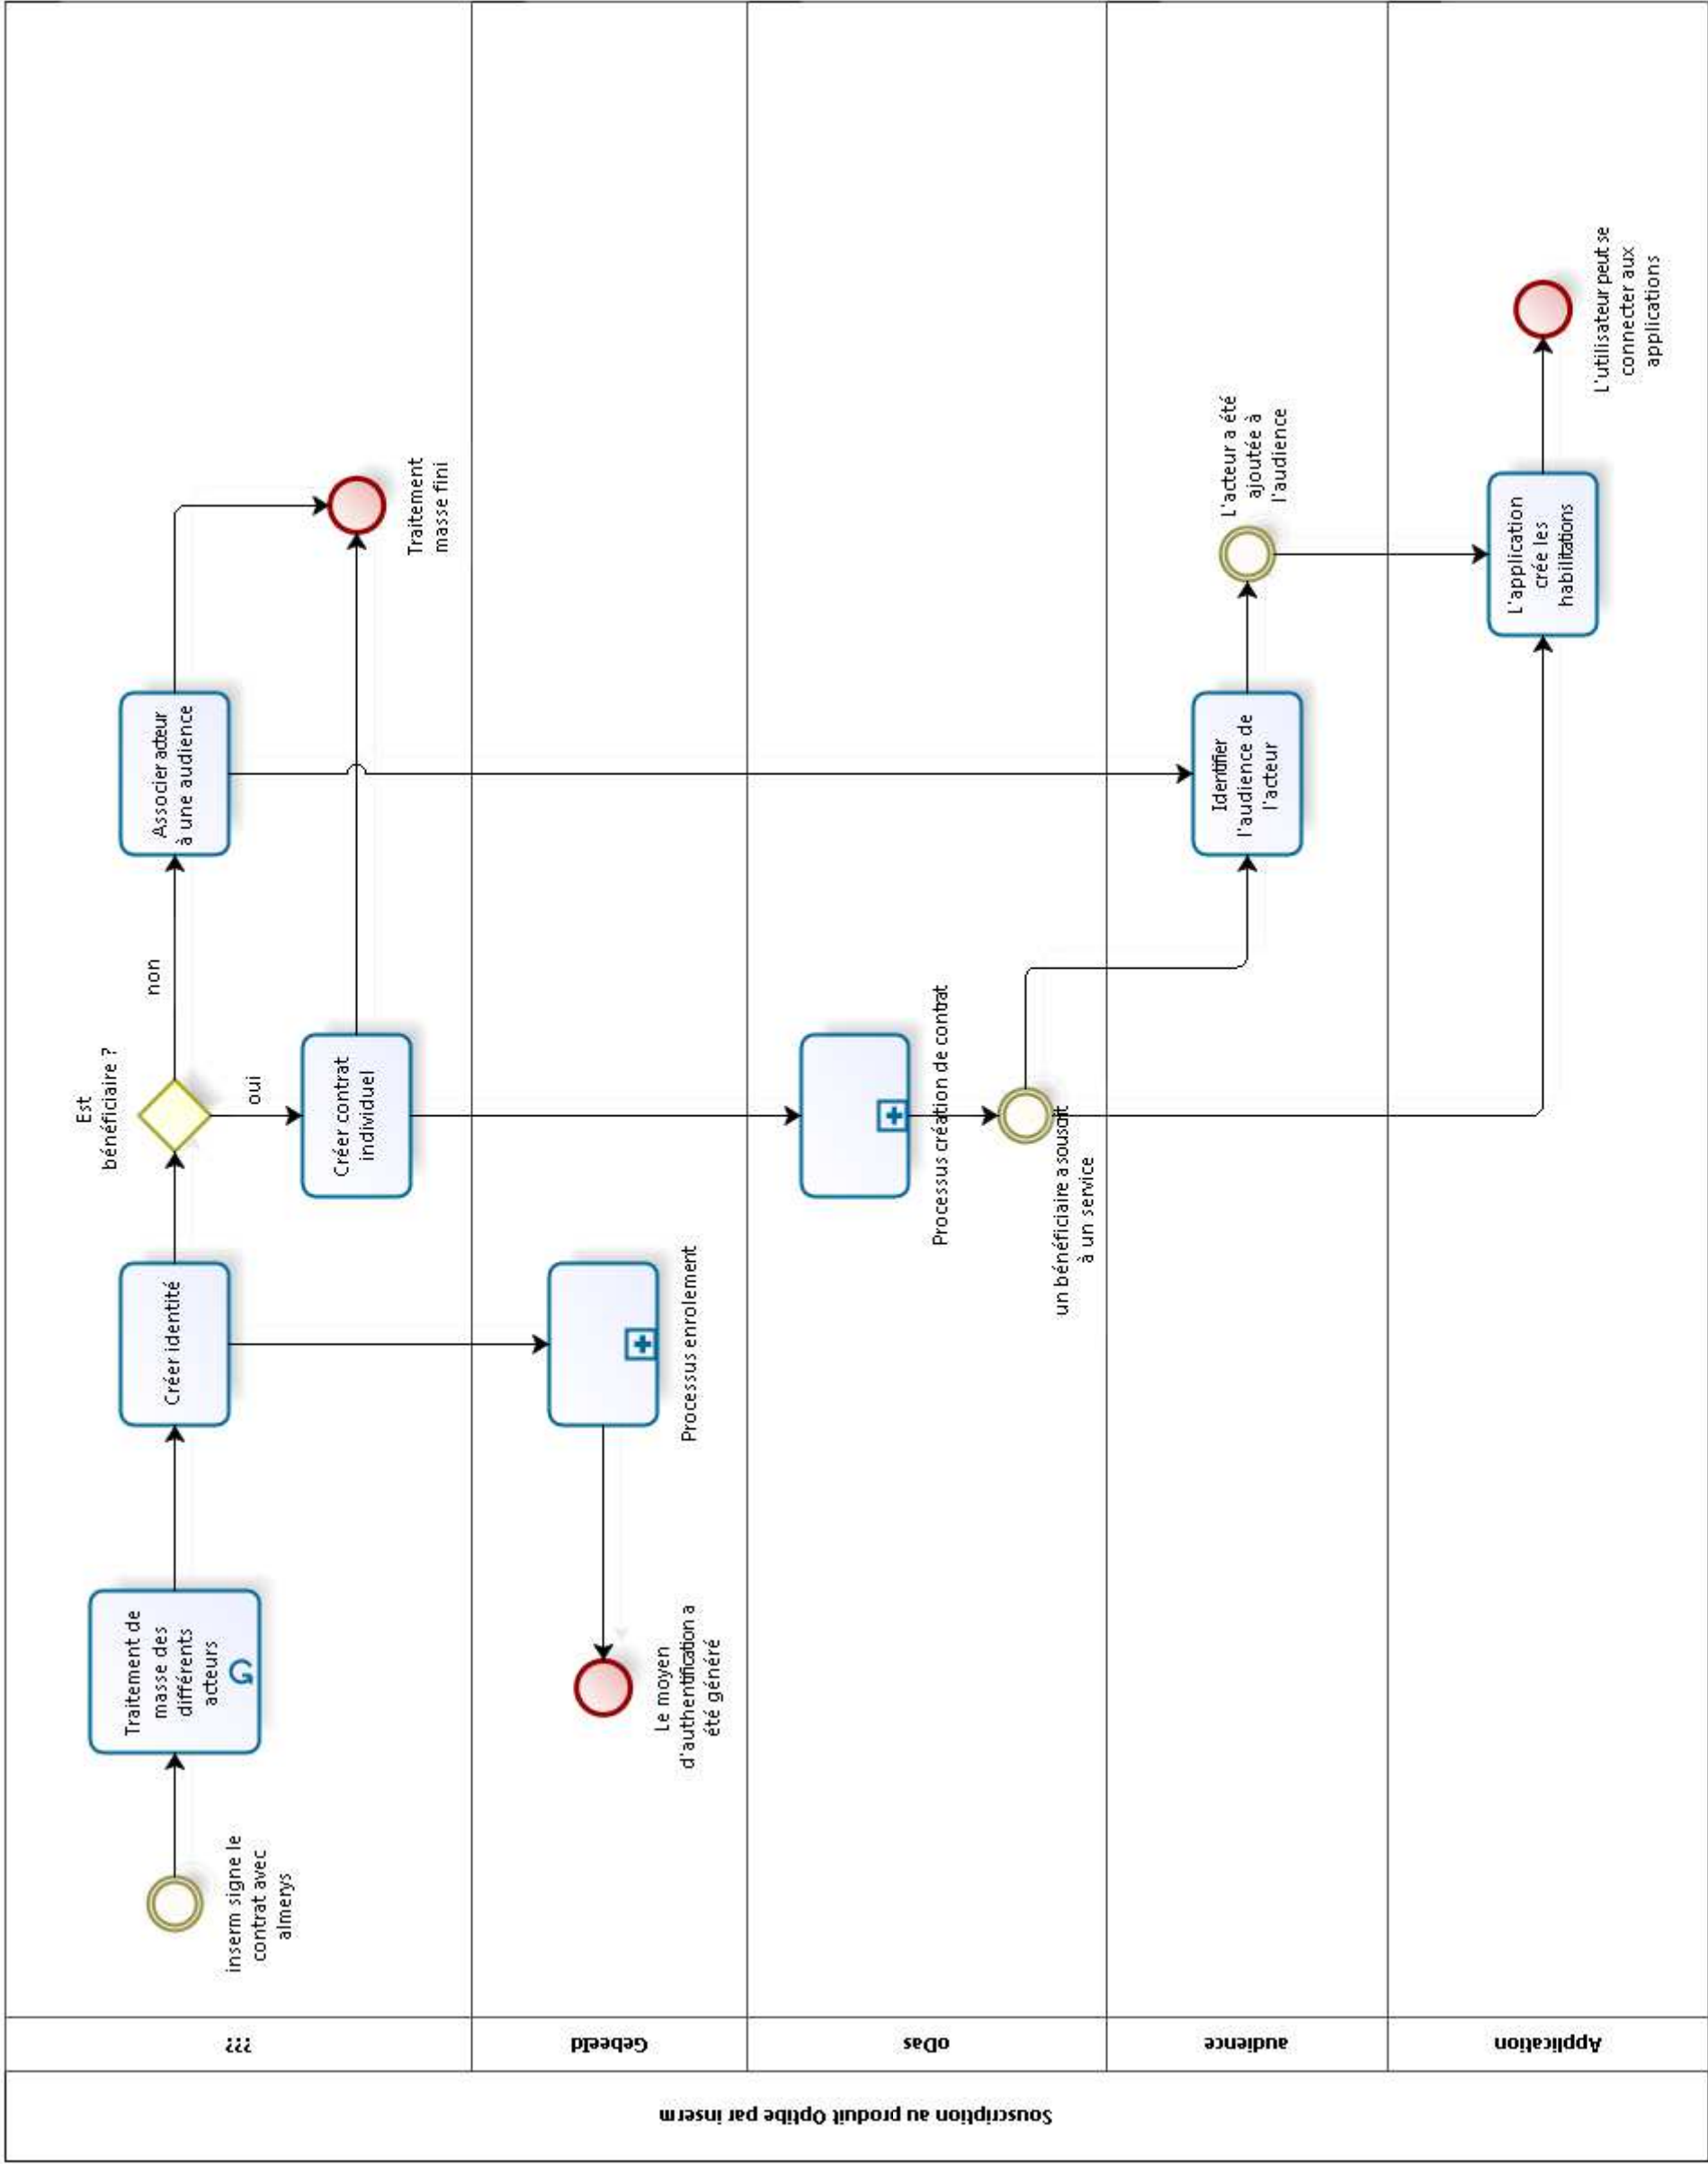 Souscription au produit Optibe par inserm
???
inserm signe le
contrat avec
almerys
Traitement de
masse des
différents
acteurs
Créer identité
Est
bénéficiaire ?
oui
non
Créer contrat
individuel
Associer acteur
à une audience
Traitement
masse fini
Gebeeld
Le moyen
d'authentification a
été généré
Processus enrolement
oDas
Processus création de contrat
un bénéficiaire a souscrit
à un service
audience
Identifier
l'audience de
l'acteur
L'acteur a été
ajoutée à
l'audience
Application
L'application
crée les
habilitations
L'utilisateur peut se
connecter aux
applications